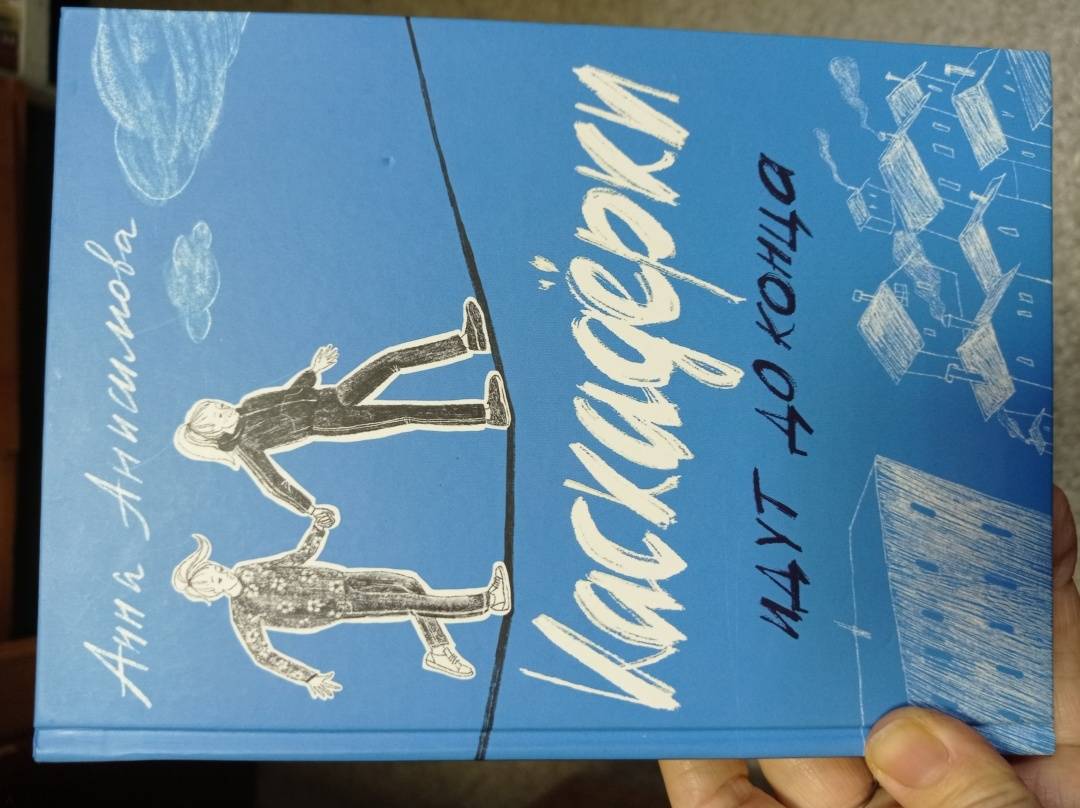 Анна Анисимова
Каскадёрки
идут до конца